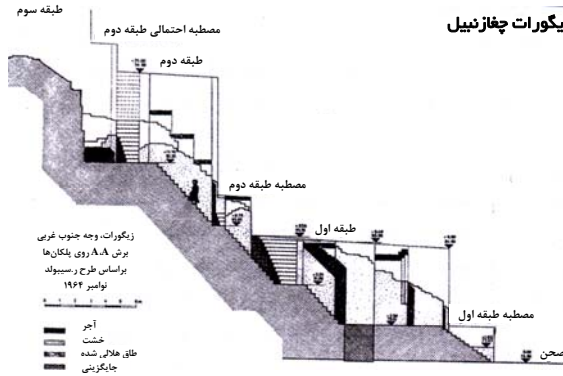 زیگورات چغازنبیل
طبقه سوم
مصطبه احتمالی طبقه دوم
طبقه دوم
مصطبه طبقه دوم
طبقه اول
مصطبه طبقه اول
صحن
زیگورات، وجه جنوب غربی
برش A.A روی پلکان‌ها
براساس طرح ر.سیبولد
نوامبر ۱۹۶۴
آجر
خشت
طاق هلالی شده
جایگزینی